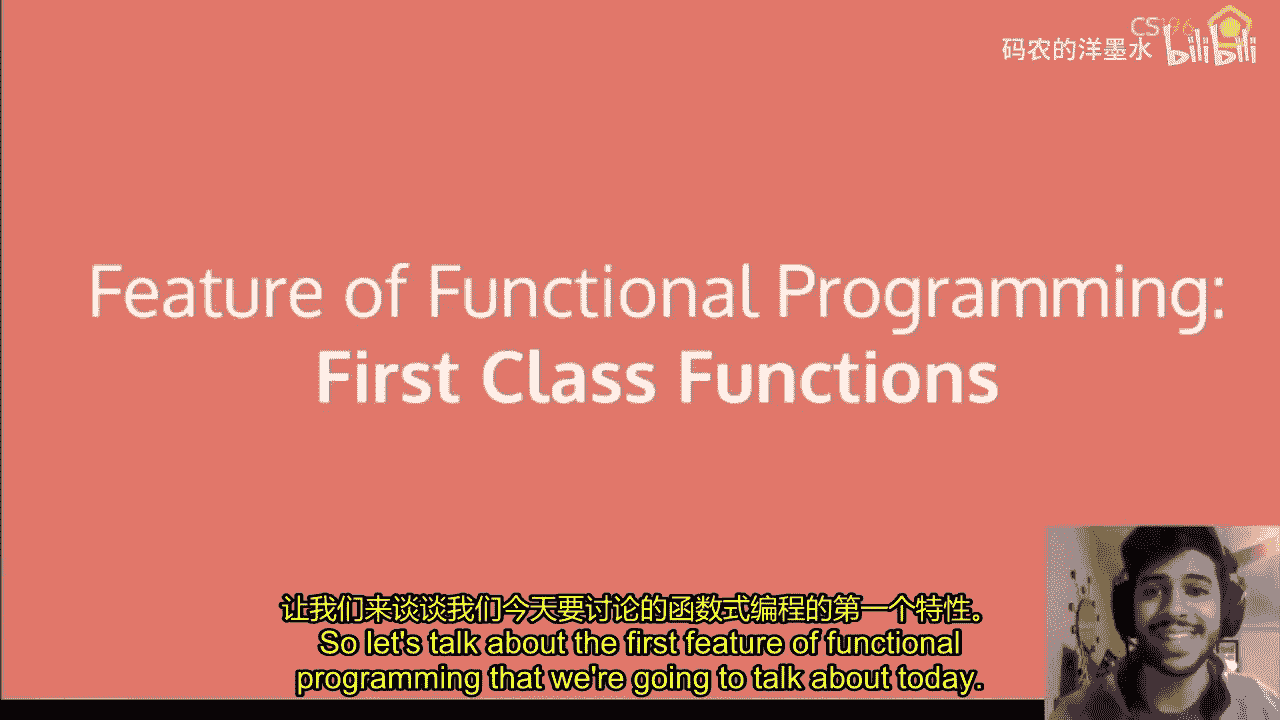 CS196
码农的洋墨水 bilibili
Feature of Functional Programming:
First Class Functions
让我们来谈谈我们今天要讨论的函数式编程的第一个特性。
So let's talk about the first feature of functional
programming that we're going to talk about today.